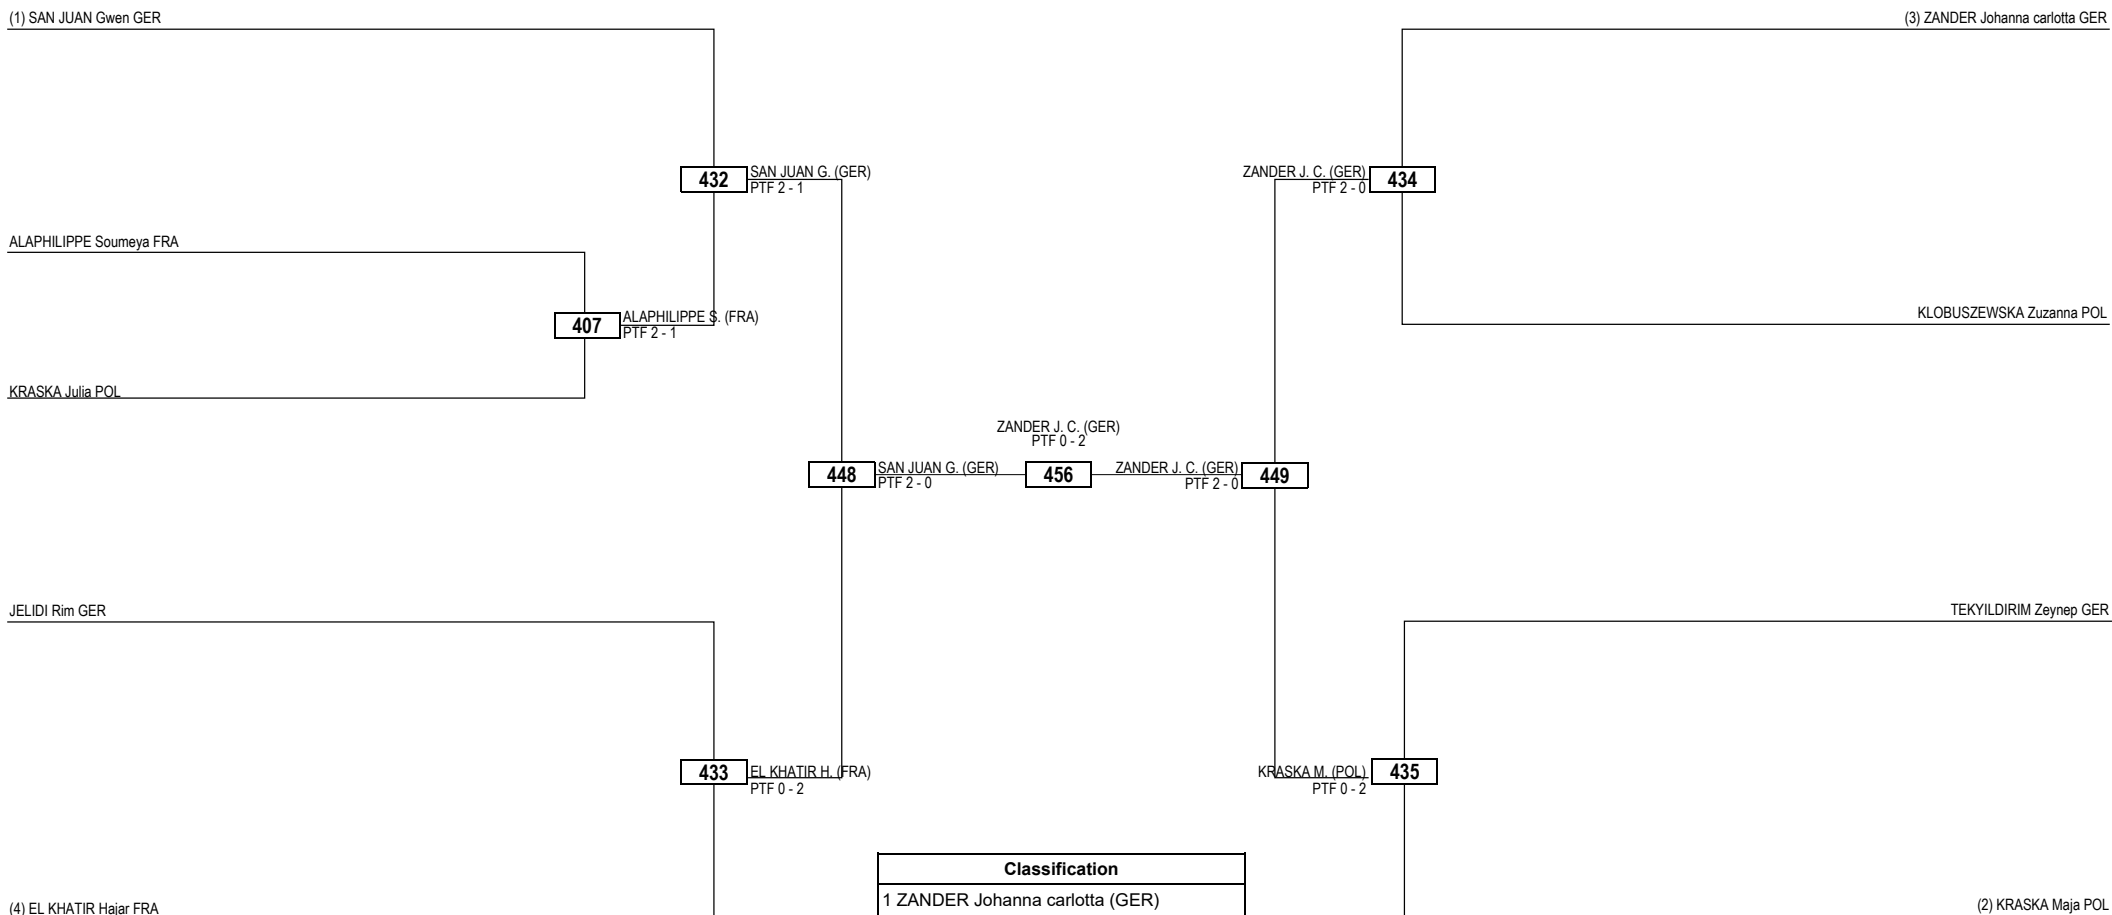 (1) SAN JUAN Gwen GER
(3) ZANDER Johanna carlotta GER
432
SAN JUAN G. (GER)
PTF 2 - 1
ZANDER J. C. (GER)
PTF 2 - 0
434
ALAPHILIPPE Soumeya FRA
407
ALAPHILIPPE S. (FRA)
PTF 2 - 1
KLOBUSZEWSKA Zuzanna POL
KRASKA Julia POL
448
SAN JUAN G. (GER)
PTF 2 - 0
ZANDER J. C. (GER)
PTF 0 - 2
456
ZANDER J. C. (GER)
PTF 2 - 0
449
JELIDI Rim GER
TEKYILDIRIM Zeynep GER
433
EL KHATIR H. (FRA)
PTF 0 - 2
KRASKA M. (POL)
PTF 0 - 2
435
Classification
1 ZANDER Johanna carlotta (GER)
(4) EL KHATIR Hajar FRA
(2) KRASKA Maja POL